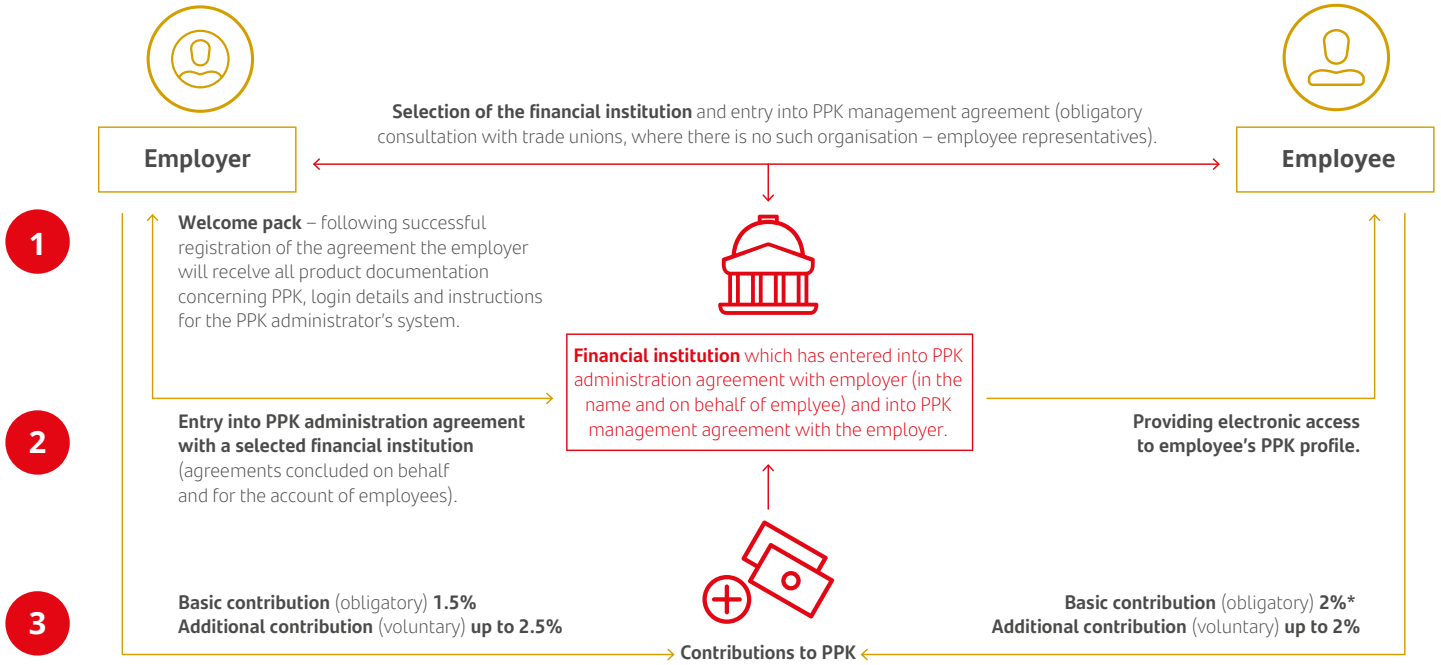 Selection of the financial institution and entry into PPK management agreement (obligatory
consultation with trade unions, where there is no such organisation – employee representatives).
Employer
Employee
1
Welcome pack – following successful
registration of the agreement the employer
will receive all product documentation
concerning PPK, login details and instructions
for the PPK administrator's system.
Financial institution which has entered into PPK
administration agreement with employer (in the
name and on behalf of emplyee) and into PPK
management agreement with the employer.
2
Entry into PPK administration agreement
with a selected financial institution
(agreements concluded on behalf
and for the account of employees).
Providing electronic access
to employee's PPK profile.
3
Basic contribution (obligatory) 1.5%
Additional contribution (voluntary) up to 2.5%
Basic contribution (obligatory) 2%*
Additional contribution (voluntary) up to 2%
Contributions to PPK